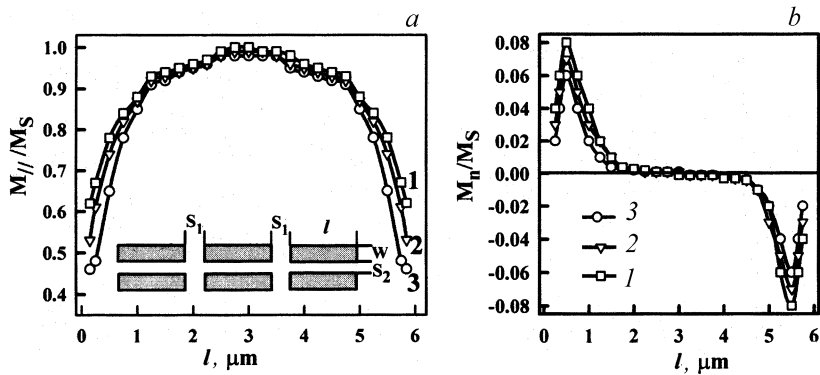 a
M///MS
1.0
0.9
0.8
0.7
0.6
0.5
0.4
1
2
3
S1 S1 l
W
S2
0 1 2 3 4 5 6
l, μm
b
Mn/MS
0.08
0.06
0.04
0.02
0.00
-0.02
-0.04
-0.06
-0.08
3
2
1
0 1 2 3 4 5 6
l, μm